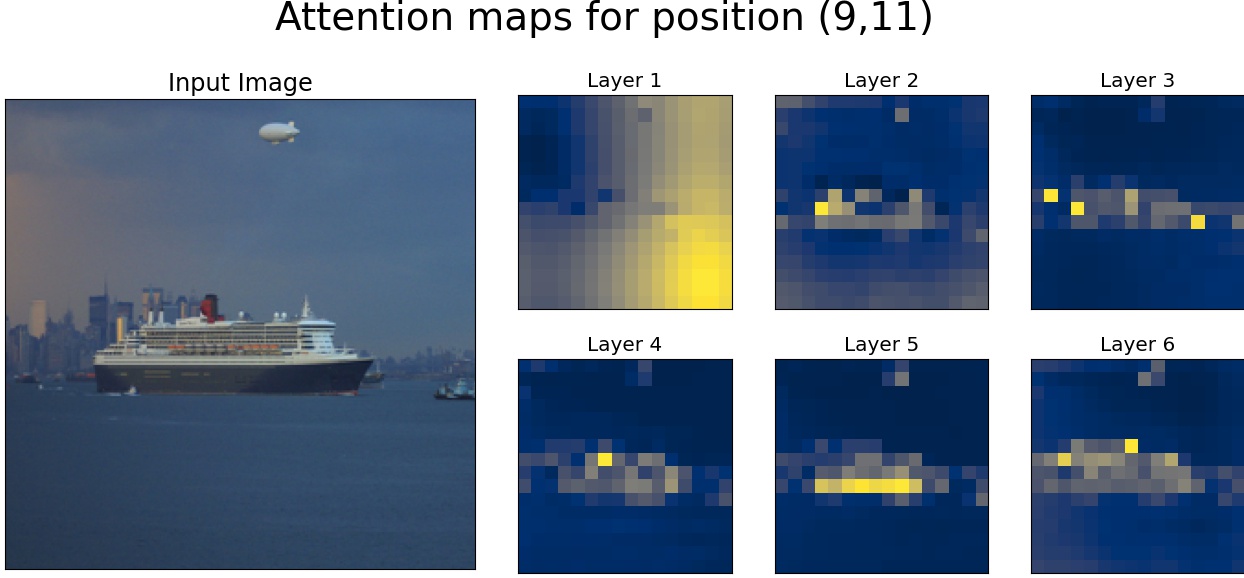 Attention maps for position (9,11)
Input Image
Layer 1
Layer 2
Layer 3
Layer 4
Layer 5
Layer 6